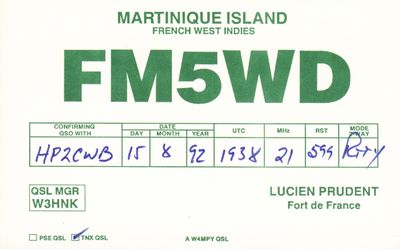 MARTINIQUE ISLAND
FRENCH WEST INDIES
FM5WD
CONFIRMING QSO WITH DATE DAY MONTH YEAR UTC MHz RST MODE 2WAY
HP2CWB 15 8 92 1938 21 599 RTTY
QSL MGR
W3HNK
LUCIEN PRUDENT
Fort de France
PSE QSL TNX QSL
A W4MPY QSL